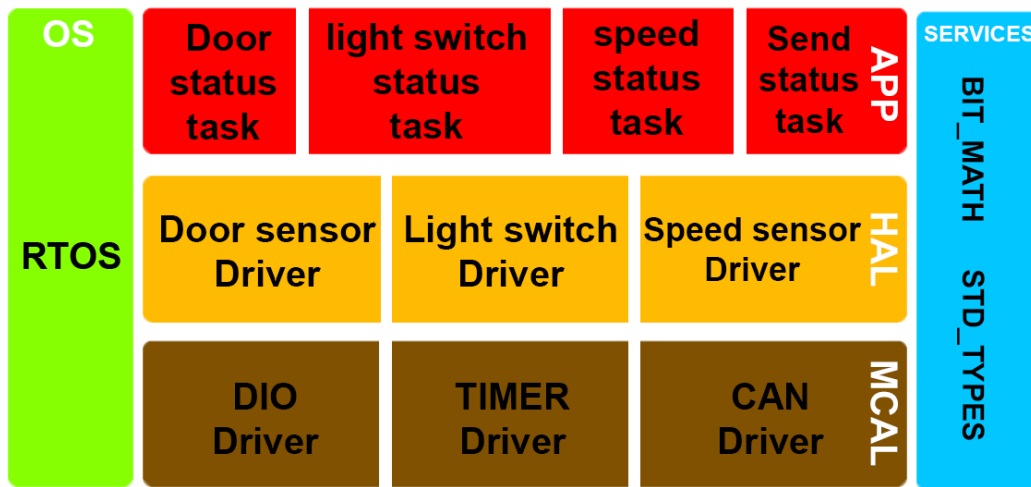 OS
RTOS
Door
status
task
light switch
status
task
speed
status
task
Send
status
task
APP
Door sensor
Driver
Light switch
Driver
Speed sensor
Driver
HAL
DIO
Driver
TIMER
Driver
CAN
Driver
MCAL
SERVICES
BIT_MATH
STD_TYPES